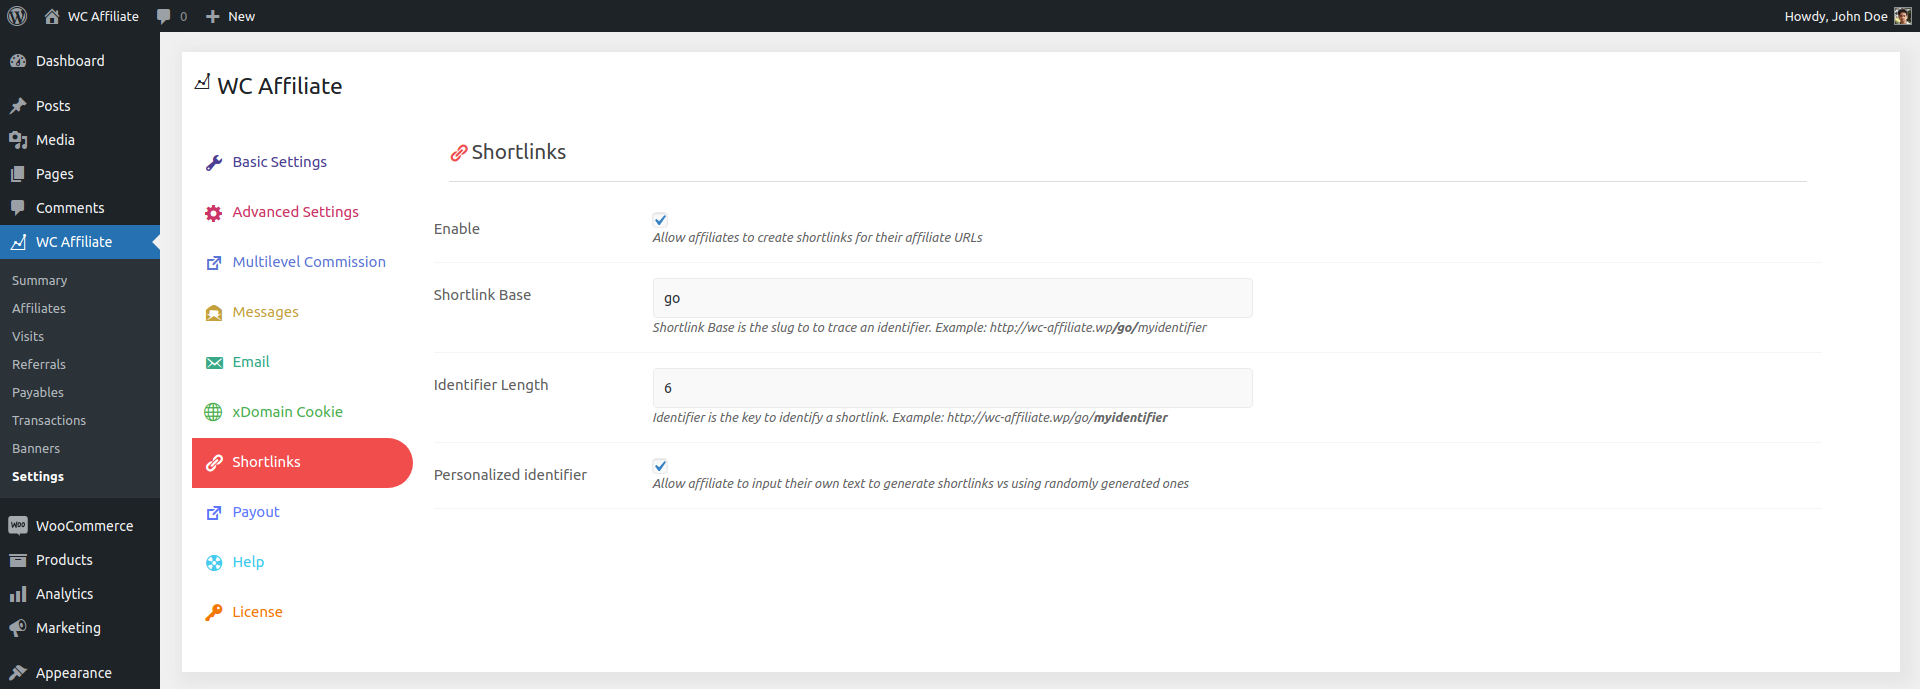 WC Affiliate
0
New
Howdy, John Doe
Dashboard
Posts
Media
Pages
Comments
WC Affiliate
Summary
Affiliates
Visits
Referrals
Payables
Transactions
Banners
Settings
WOO
WooCommerce
Products
Analytics
Marketing
Appearance
WC Affiliate
Basic Settings
Advanced Settings
Multilevel Commission
Messages
Email
xDomain Cookie
Shortlinks
Payout
Help
License
Shortlinks
Enable
Allow affiliates to create shortlinks for their affiliate URLs
Shortlink Base
go
Shortlink Base is the slug to to trace an identifier. Example: http://wc-affiliate.wp/go/myidentifier
Identifier Length
6
Identifier is the key to identify a shortlink. Example: http://wc-affiliate.wp/go/myidentifier
Personalized identifier
Allow affiliate to input their own text to generate shortlinks vs using randomly generated ones